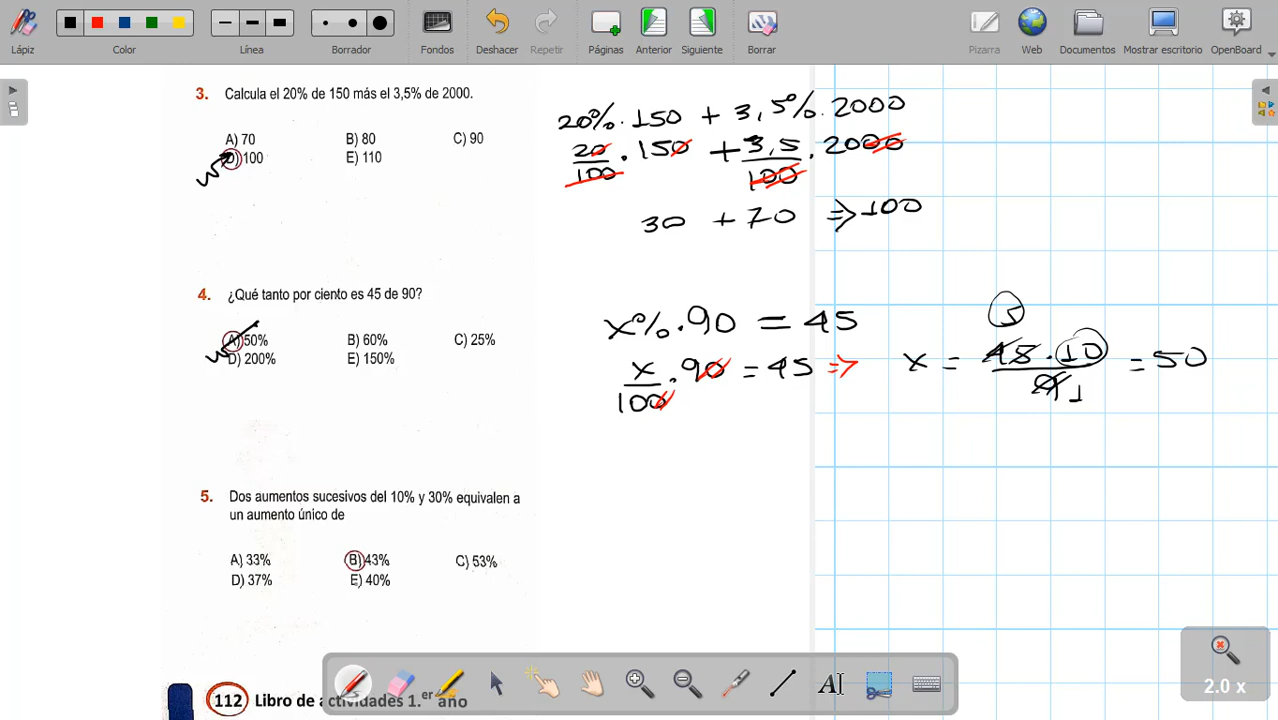 Lápiz Color Línea Borrador Fondos Deshacer Repetir Páginas Anterior Siguiente Borrar Pizarra Web Documentos Mostrar escritorio OpenBoard
3. Calcula el 20% de 150 más el 3,5% de 2000.
A) 70 B) 80 C) 90
D) 100 E) 110
20%.150 + 3,5%.2000
20/100 . 150 + 3,5/100 . 2000
30 + 70 => 100
4. ¿Qué tanto por ciento es 45 de 90?
A) 50% B) 60% C) 25%
D) 200% E) 150%
x%.90 = 45
x/100 . 90 = 45 =>
5
x = 45.10/9 1 = 50
5. Dos aumentos sucesivos del 10% y 30% equivalen a
un aumento único de
A) 33% B) 43% C) 53%
D) 37% E) 40%
112 Libro de actividades 1.er año
2.0 x